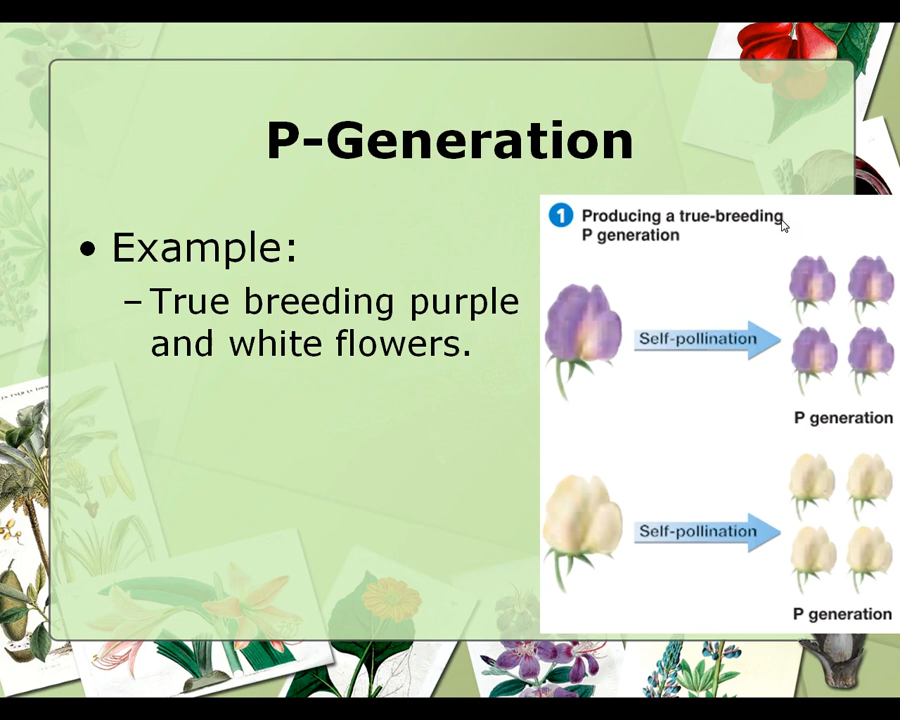 P-Generation
• Example:
– True breeding purple
and white flowers.
1 Producing a true-breeding
P generation
Self-pollination
P generation
Self-pollination
P generation